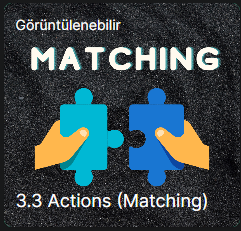 Görüntülenebilir
MATCHING
3.3 Actions (Matching)